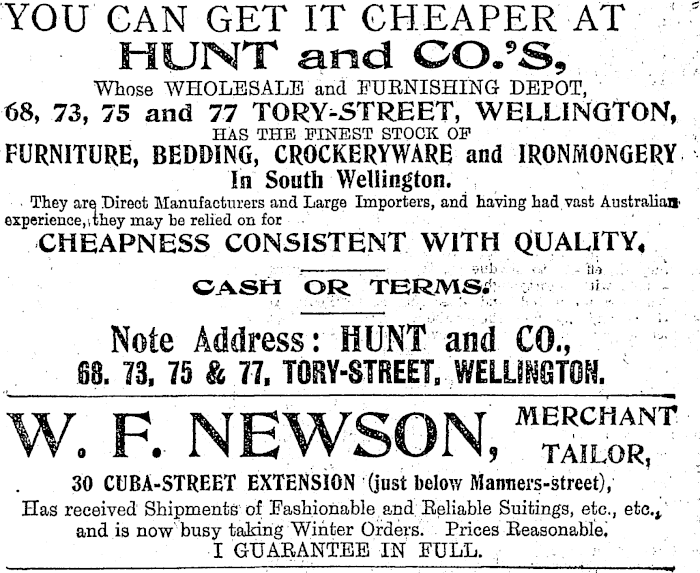 YOU CAN GET IT CHEAPER AT
HUNT and CO.'S,
Whose WHOLESALE and FURNISHING DEPOT,
68, 73, 75 and 77 TORY-STREET, WELLINGTON,
HAS THE FINEST STOCK OF
FURNITURE, BEDDING, CROCKERYWARE and IRONMONGERY
In South Wellington.
They are Direct Manufacturers and Large Importers, and having had vast Australian
experience, they may be relied on for
CHEAPNESS CONSISTENT WITH QUALITY.
CASH OR TERMS.
Note Address: HUNT and CO.,
68. 73, 75 & 77, TORY-STREET, WELLINGTON.
W. F. NEWSON, MERCHANT TAILOR,
30 CUBA-STREET EXTENSION (just below Manners-street),
Has received Shipments of Fashionable and Reliable Suitings, etc., etc.,
and is now busy taking Winter Orders. Prices Reasonable.
I GUARANTEE IN FULL.